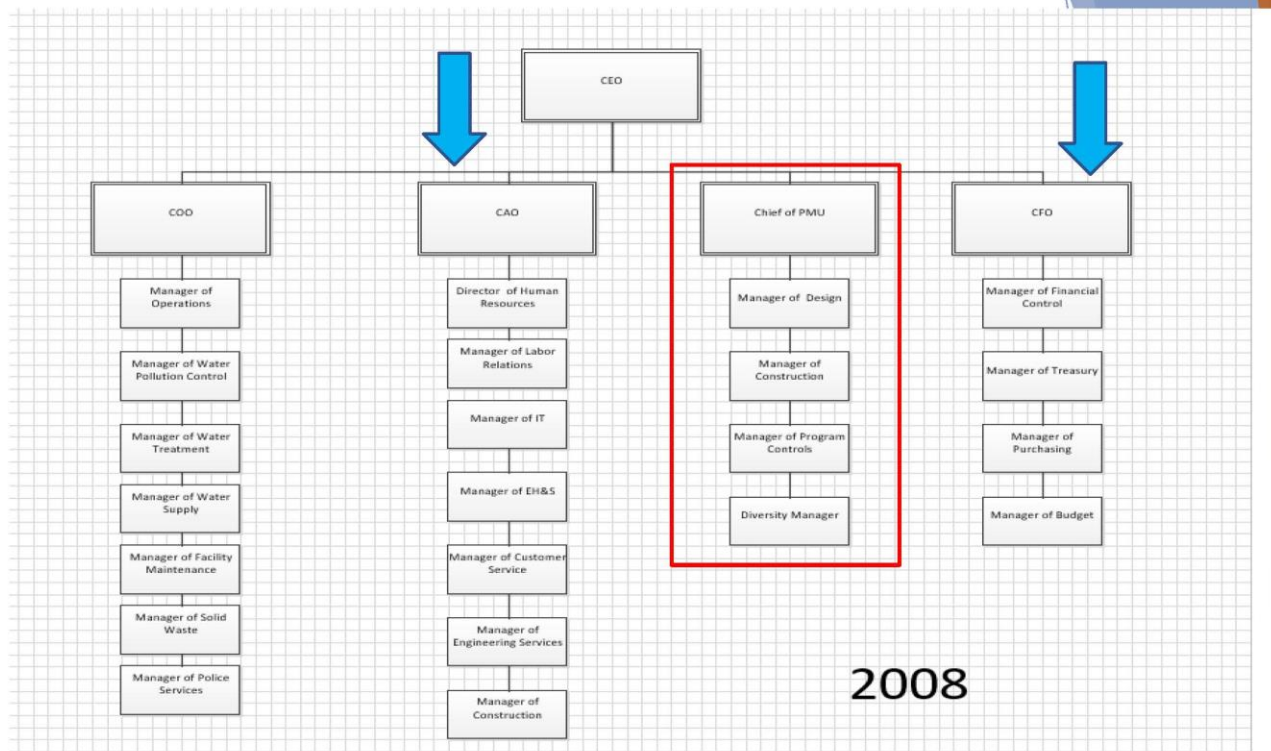 CEO
COO
CAO
Chief of PMU
CFO
Manager of
Operations
Manager of Water
Pollution Control
Manager of Water
Treatment
Manager of Water
Supply
Manager of Facility
Maintenance
Manager of Solid
Waste
Manager of Police
Services
Director of Human
Resources
Manager of Labor
Relations
Manager of IT
Manager of EH&S
Manager of Customer
Service
Manager of
Engineering Services
Manager of
Construction
Manager of Design
Manager of
Construction
Manager of Program
Controls
Diversity Manager
Manager of Financial
Control
Manager of Treasury
Manager of
Purchasing
Manager of Budget
2008